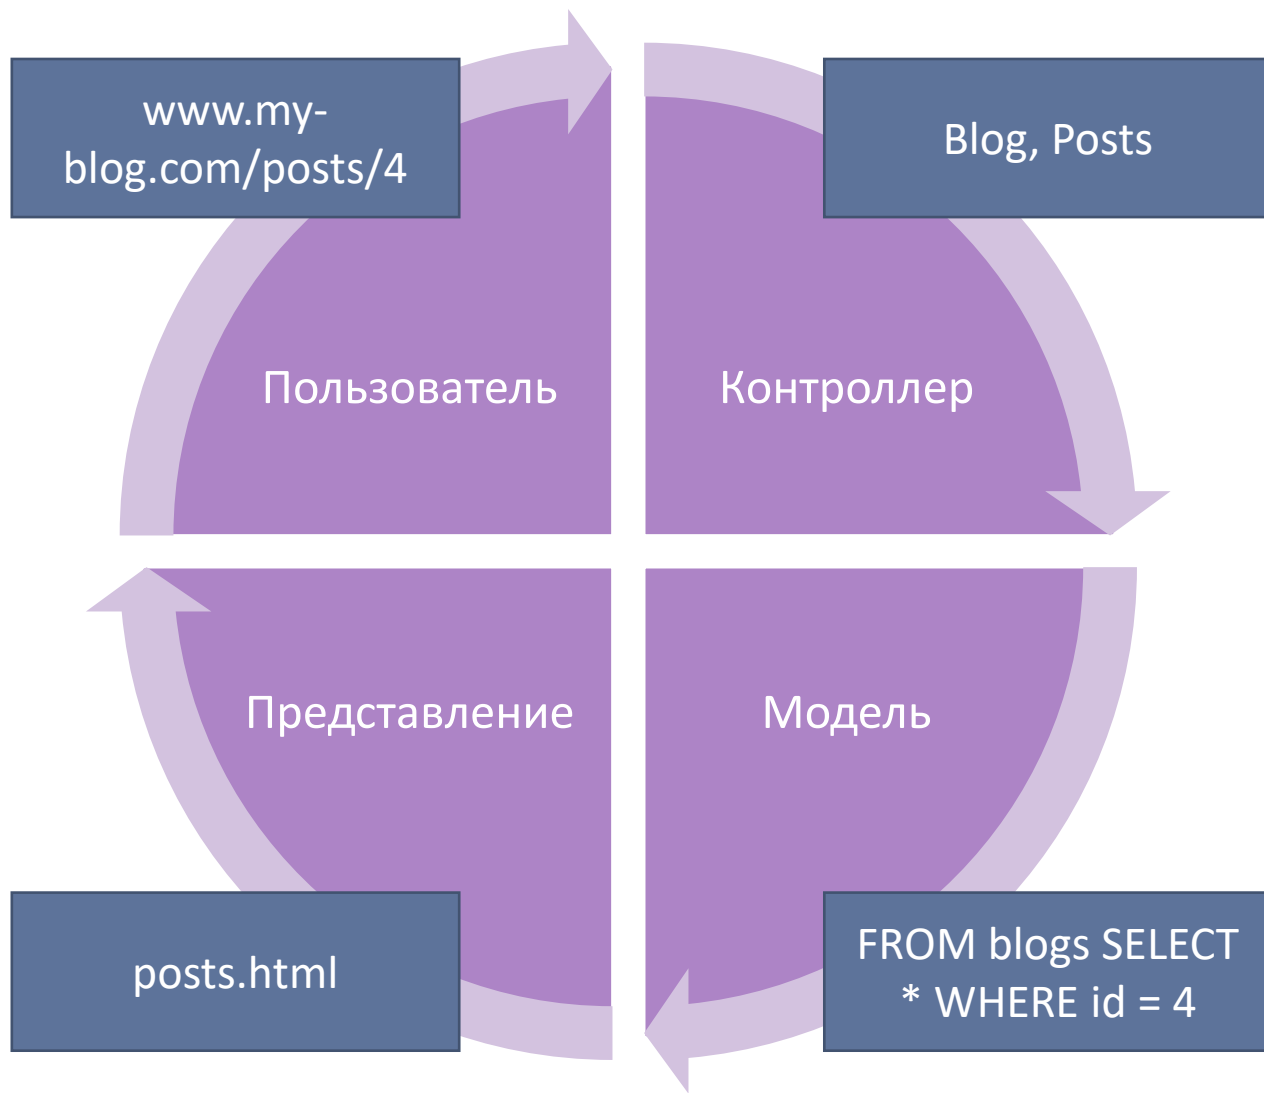 www.my-
blog.com/posts/4
Blog, Posts
Пользователь
Контроллер
Представление
Модель
posts.html
FROM blogs SELECT
* WHERE id = 4